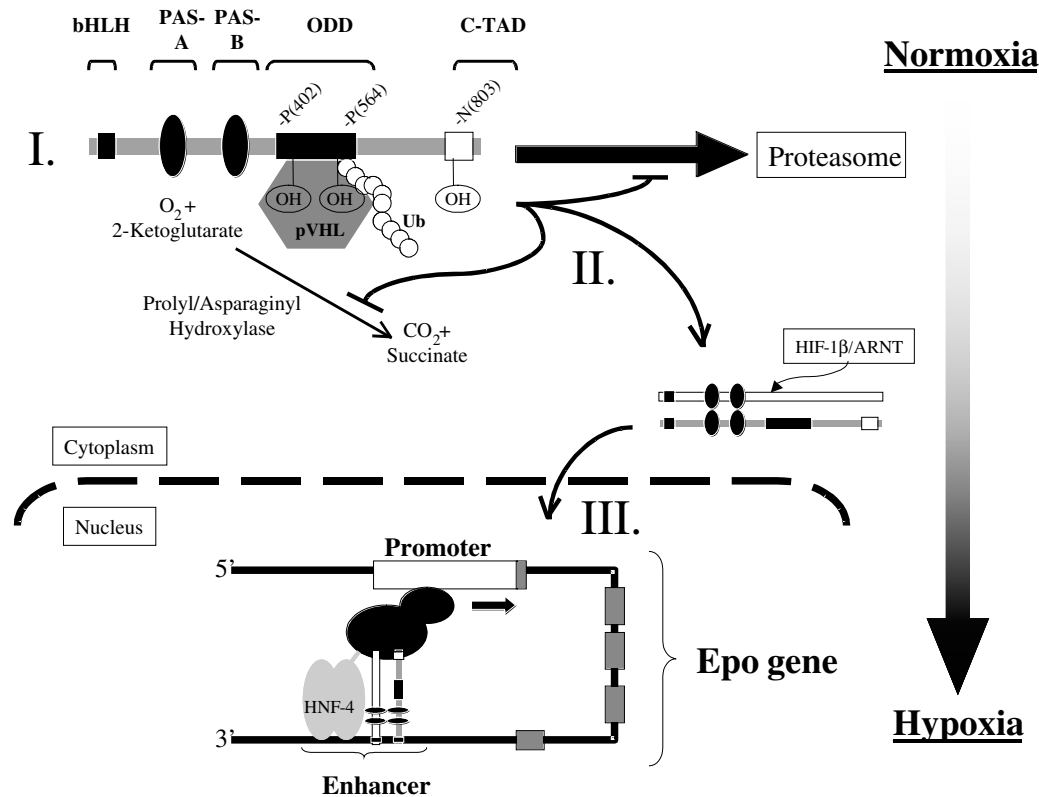 bHLH
PAS-
A
PAS-
B
ODD
C-TAD
Normoxia
-P(402)
-P(564)
-N(803)
I.
Proteasome
OH
OH
OH
O2+
2-Ketoglutarate
pVHL
Ub
II.
Prolyl/Asparaginyl
Hydroxylase
CO2+
Succinate
HIF-1β/ARNT
Cytoplasm
Nucleus
III.
Promoter
5’
Epo gene
HNF-4
3’
Hypoxia
Enhancer